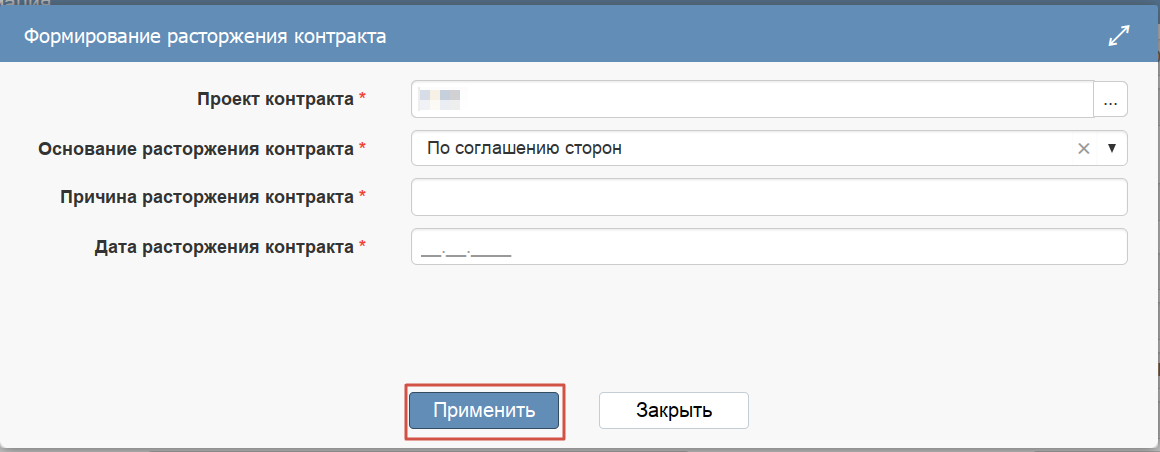 Формирование расторжения контракта
Проект контракта *
...
Основание расторжения контракта *
По соглашению сторон
Причина расторжения контракта *
Дата расторжения контракта *
__.__.____
Применить
Закрыть